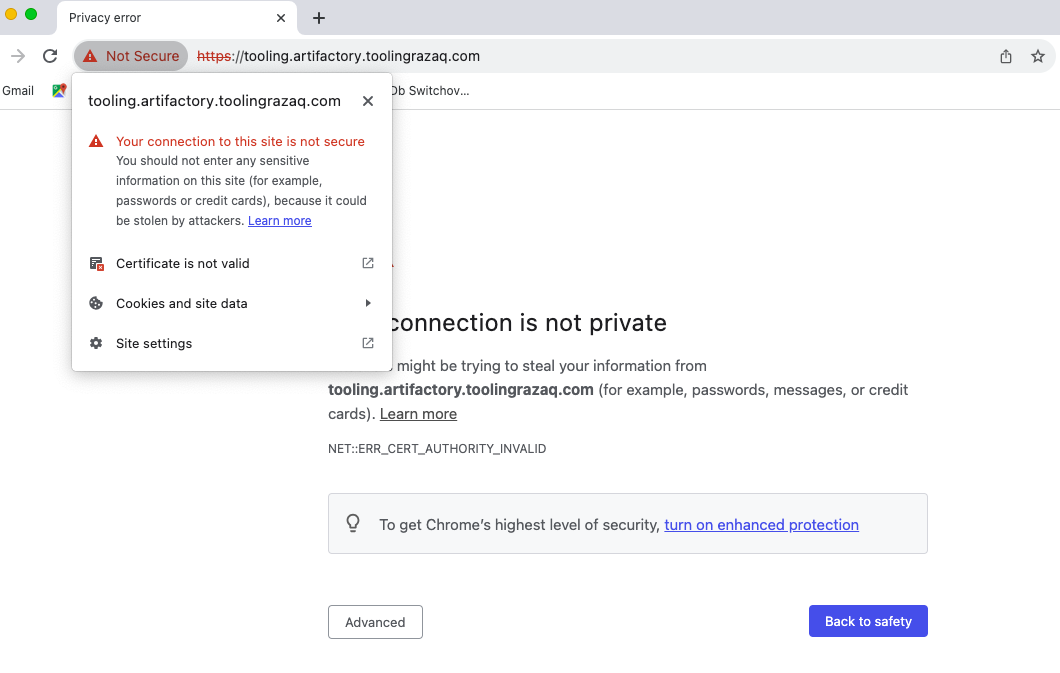 Privacy error
Not Secure https://tooling.artifactory.toolingrazaq.com
Gmail
Ob Switchov...
tooling.artifactory.toolingrazaq.com
Your connection to this site is not secure
You should not enter any sensitive
information on this site (for example,
passwords or credit cards), because it could
be stolen by attackers. Learn more
Certificate is not valid
Cookies and site data
Site settings
connection is not private
might be trying to steal your information from
tooling.artifactory.toolingrazaq.com (for example, passwords, messages, or credit
cards). Learn more
NET::ERR_CERT_AUTHORITY_INVALID
To get Chrome's highest level of security, turn on enhanced protection
Advanced
Back to safety